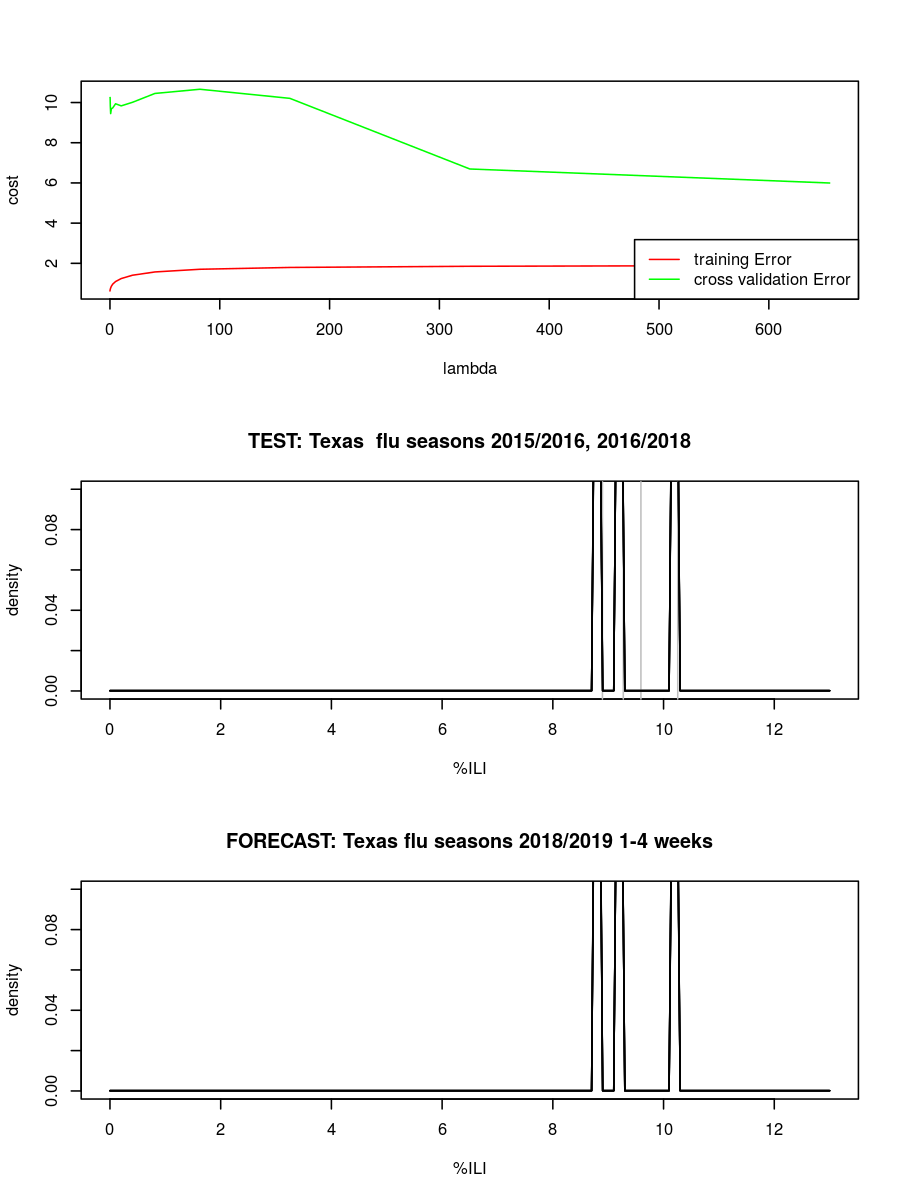 10
8
6
4
2
cost
training Error
cross validation Error
0 100 200 300 400 500 600
lambda
TEST: Texas  flu seasons 2015/2016, 2016/2018
0.08
0.04
0.00
density
0 2 4 6 8 10 12
%ILI
FORECAST: Texas flu seasons 2018/2019 1-4 weeks
0.08
0.04
0.00
density
0 2 4 6 8 10 12
%ILI